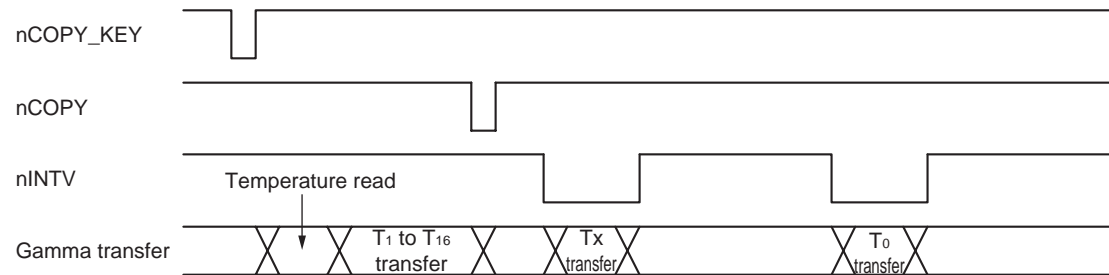 nCOPY_KEY
nCOPY
nINTV
Temperature read
Gamma transfer
T1 to T16
transfer
Tx
transfer
T0
transfer